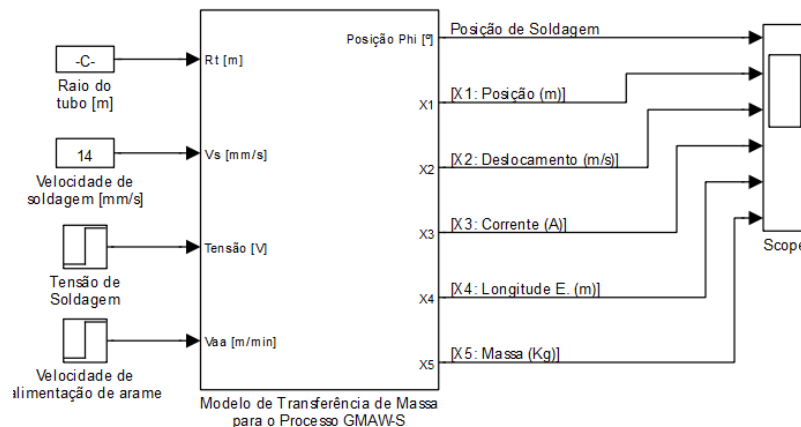 -C-
Raio do
tubo [m]
14
Velocidade de
soldagem [mm/s]
Tensão de
Soldagem
Velocidade de
alimentação de arame
Rt [m]
Vs [mm/s]
Tensão [V]
Vaa [m/min]
Posição Phi [º]
X1
X2
X3
X4
X5
Modelo de Transferência de Massa
para o Processo GMAW-S
Posição de Soldagem
[X1: Posição (m)]
[X2: Deslocamento (m/s)]
[X3: Corrente (A)]
[X4: Longitude E. (m)]
[X5: Massa (Kg)]
Scope